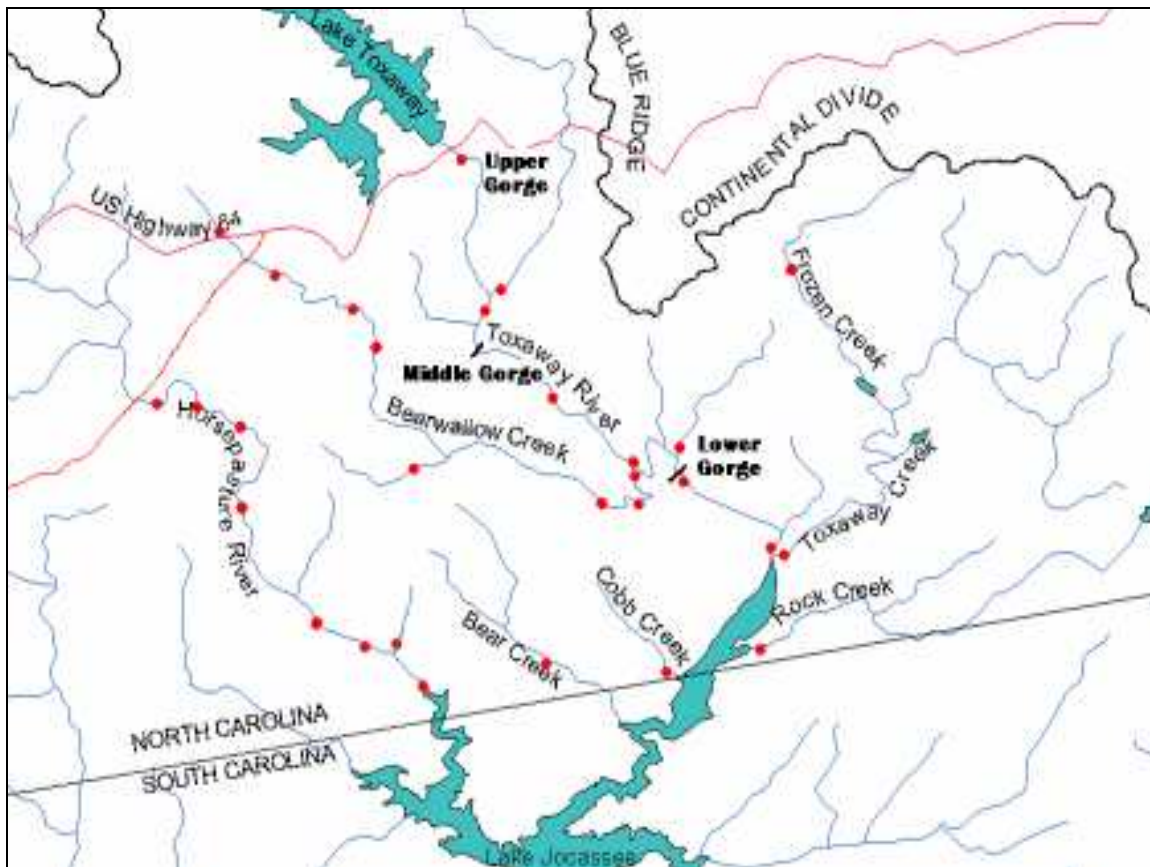 Lake Toxaway
BLUE RIDGE
CONTINENTAL DIVIDE
Upper
Gorge
US Highway 64
Frozen Creek
Toxaway River
Middle Gorge
Bearwallow Creek
Horsepasture River
Lower
Gorge
Toxaway Creek
Cobb Creek
Rock Creek
Bear Creek
NORTH CAROLINA
SOUTH CAROLINA
Lake Jocassee